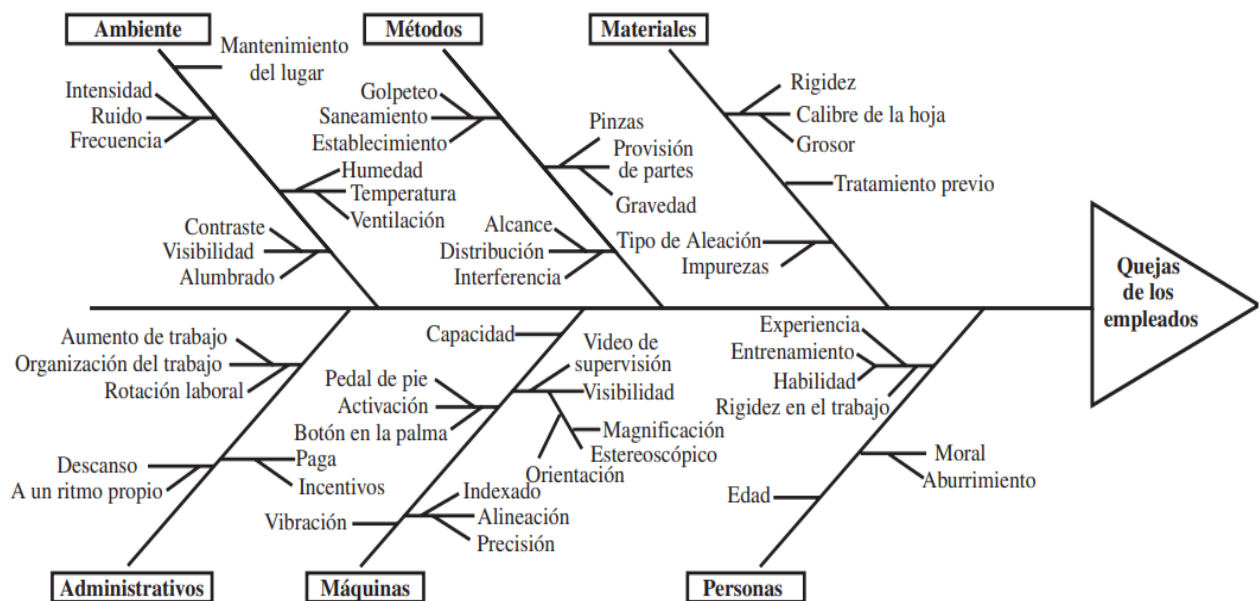 Ambiente
Métodos
Materiales
Mantenimiento
del lugar
Intensidad
Ruido
Frecuencia
Humedad
Temperatura
Ventilación
Contraste
Visibilidad
Alumbrado
Golpeteo
Saneamiento
Establecimiento
Pinzas
Provisión
de partes
Gravedad
Alcance
Distribución
Interferencia
Rigidez
Calibre de la hoja
Grosor
Tratamiento previo
Tipo de Aleación
Impurezas
Quejas
de los
empleados
Aumento de trabajo
Organización del trabajo
Rotación laboral
Descanso
A un ritmo propio
Paga
Incentivos
Capacidad
Video de
supervisión
Visibilidad
Pedal de pie
Activación
Botón en la palma
Magnificación
Estereoscópico
Orientación
Indexado
Alineación
Precisión
Vibración
Experiencia
Entrenamiento
Habilidad
Rigidez en el trabajo
Moral
Aburrimiento
Edad
Administrativos
Máquinas
Personas